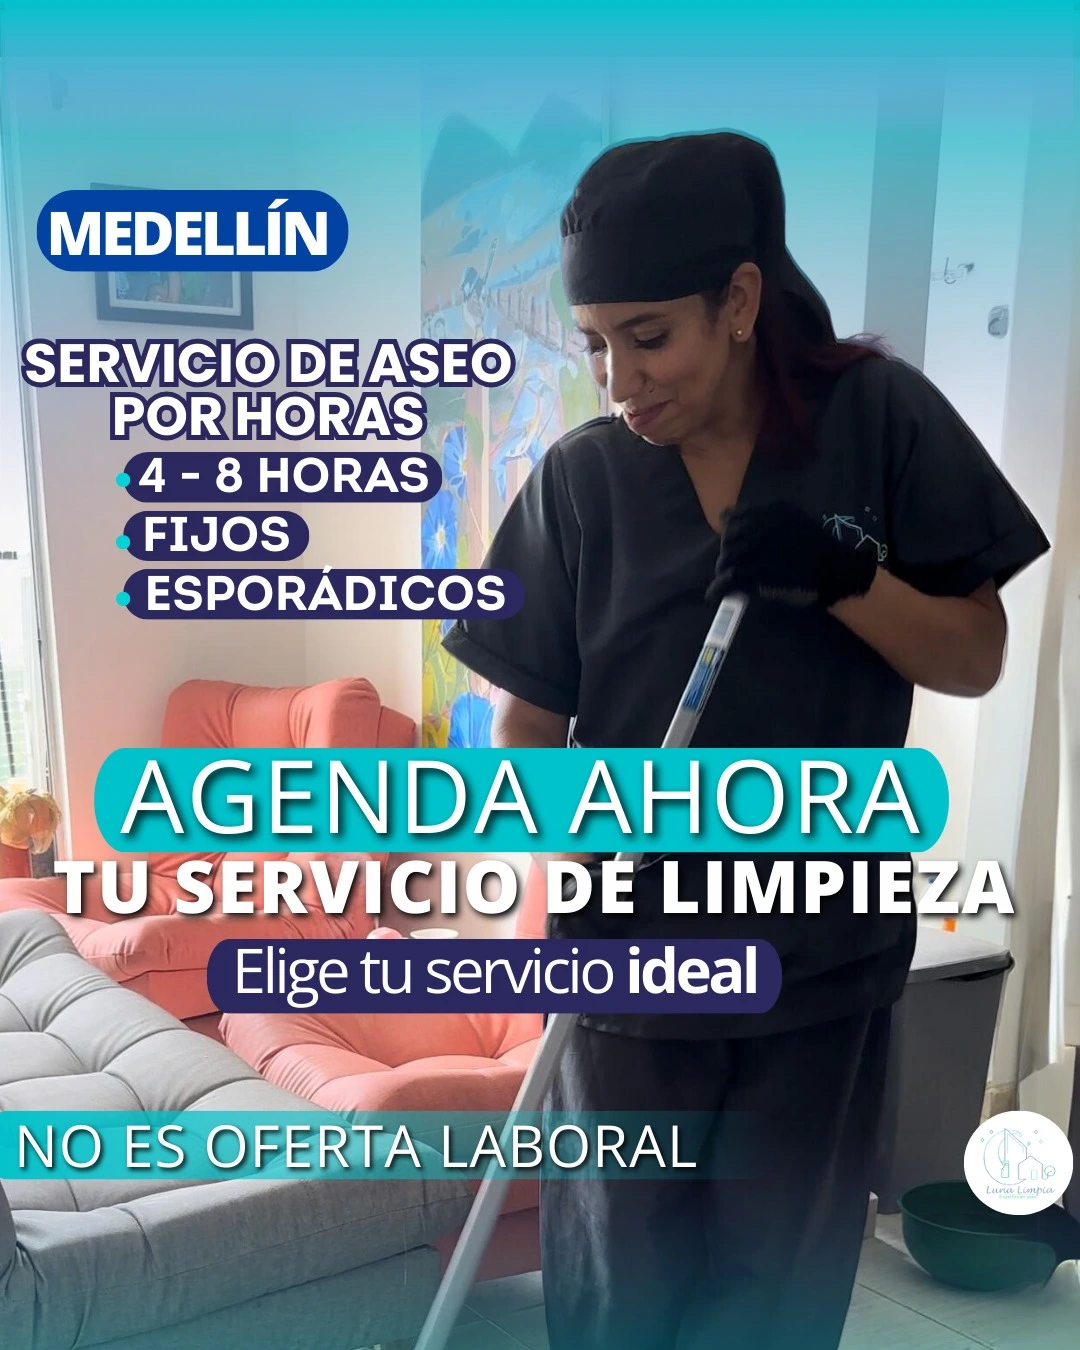 MEDELLÍN
SERVICIO DE ASEO
POR HORAS
4 - 8 HORAS
FIJOS
ESPORÁDICOS
AGENDA AHORA
TU SERVICIO DE LIMPIEZA
Elige tu servicio ideal
NO ES OFERTA LABORAL
Luna Limpia